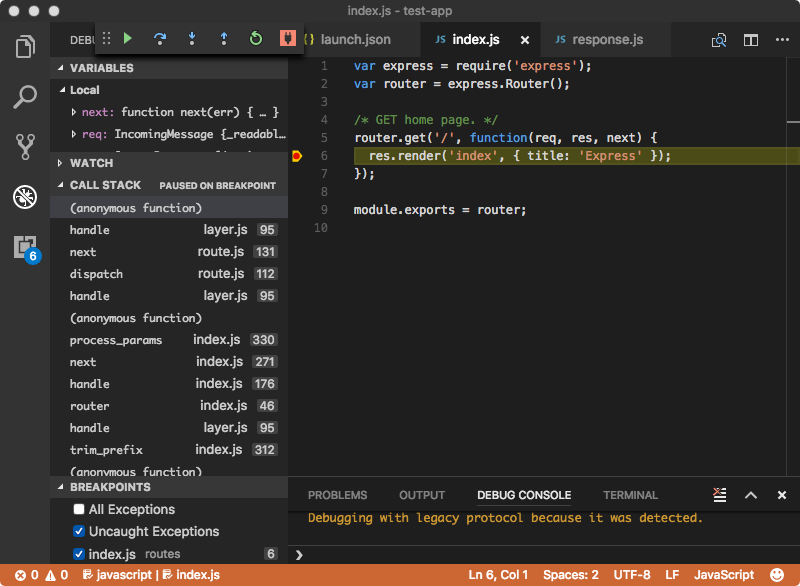 index.js - test-app
launch.json
JS index.js
JS response.js
VARIABLES
Local
next: function next(err) { … }
req: IncomingMessage {_readabl…
WATCH
CALL STACK PAUSED ON BREAKPOINT
(anonymous function)
handle layer.js 95
next route.js 131
dispatch route.js 112
handle layer.js 95
(anonymous function)
process_params index.js 330
next index.js 271
handle index.js 176
router index.js 46
handle layer.js 95
trim_prefix index.js 312
(anonymous function)
BREAKPOINTS
All Exceptions
Uncaught Exceptions
index.js routes 6
6
1 var express = require('express');
2 var router = express.Router();
3
4 /* GET home page. */
5 router.get('/', function(req, res, next) {
6 res.render('index', { title: 'Express' });
7 });
8
9 module.exports = router;
10
PROBLEMS OUTPUT DEBUG CONSOLE TERMINAL
Debugging with legacy protocol because it was detected.
0 0 javascript | index.js Ln 6, Col 1 Spaces: 2 UTF-8 LF JavaScript